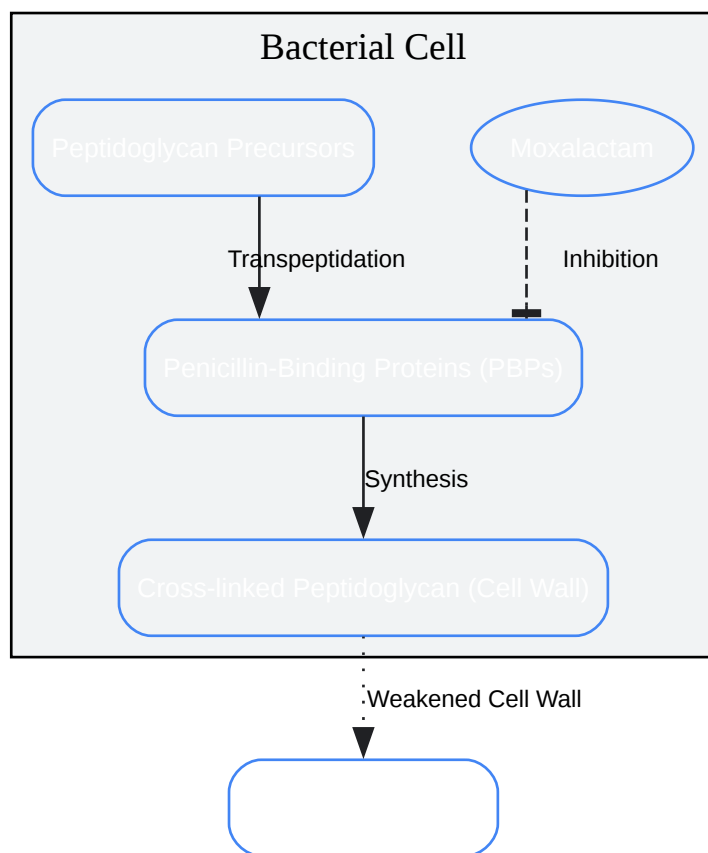 Bacterial Cell
Peptidoglycan Precursors
Moxalactam
Transpeptidation
Inhibition
Penicillin-Binding Proteins (PBPs)
Synthesis
Cross-linked Peptidoglycan (Cell Wall)
Weakened Cell Wall